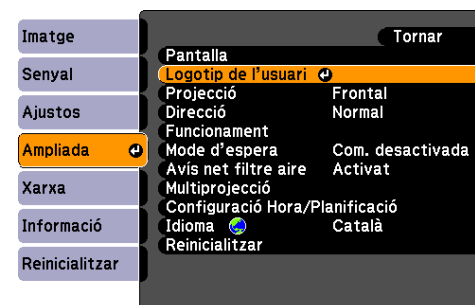 Imatge
Senyal
Ajustos
Ampliada
Xarxa
Informació
Reinicialitzar
Tornar
Pantalla
Logotip de l'usuari
Projecció Frontal
Direcció Normal
Funcionament
Mode d'espera Com. desactivada
Avís net filtre aire Activat
Multiprojecció
Configuració Hora/Planificació
Idioma Català
Reinicialitzar